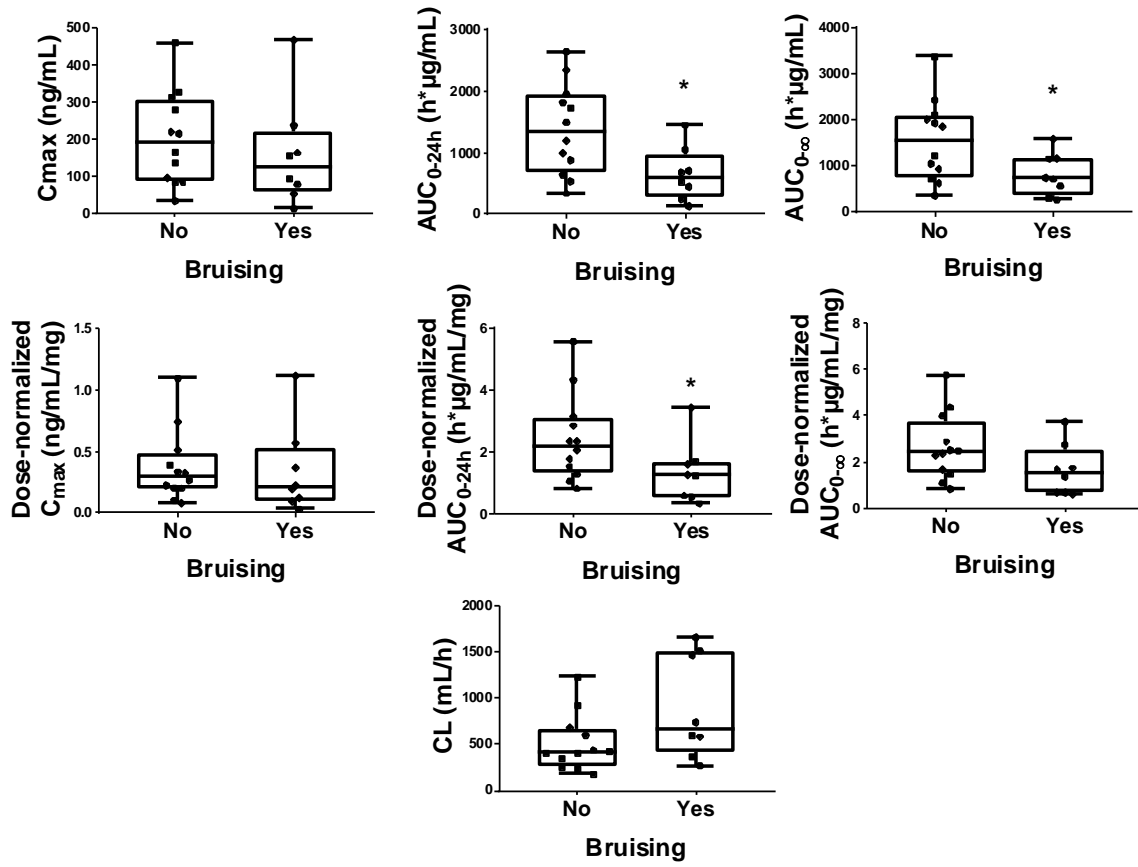 Cmax (ng/mL)
500
400
300
200
100
0
No
Yes
Bruising
AUC0-24h (h*µg/mL)
3000
2000
1000
0
*
No
Yes
Bruising
AUC0-∞ (h*µg/mL)
4000
3000
2000
1000
0
*
No
Yes
Bruising
Dose-normalized
Cmax (ng/mL/mg)
1.5
1.0
0.5
0.0
No
Yes
Bruising
Dose-normalized
AUC0-24h (h*µg/mL/mg)
6
4
2
0
*
No
Yes
Bruising
Dose-normalized
AUC0-∞ (h*µg/mL/mg)
8
6
4
2
0
No
Yes
Bruising
CL (mL/h)
2000
1500
1000
500
0
No
Yes
Bruising